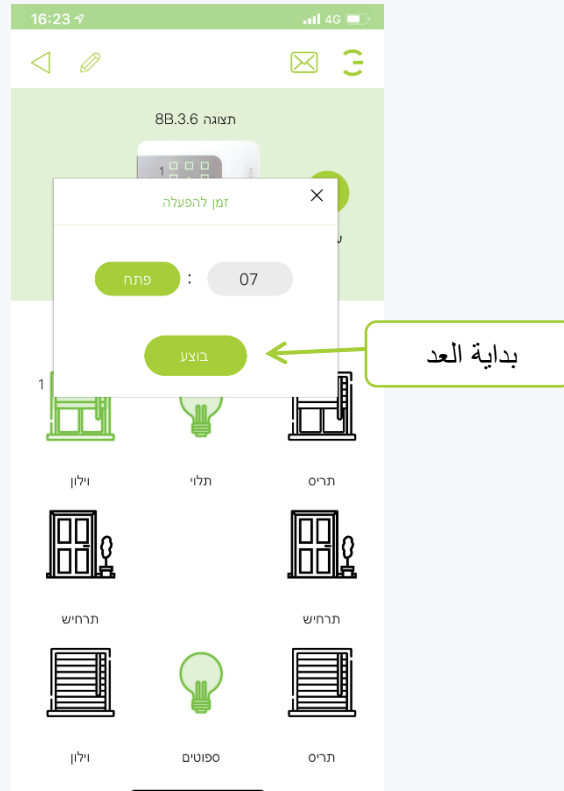 16:23 4G
תצוגה 8B.3.6
1
זמן להפעלה
07 : פתח
בוצע
بداية العد
1
תריס תלוי וילון
תרחיש תרחיש
תריס ספוטים וילון